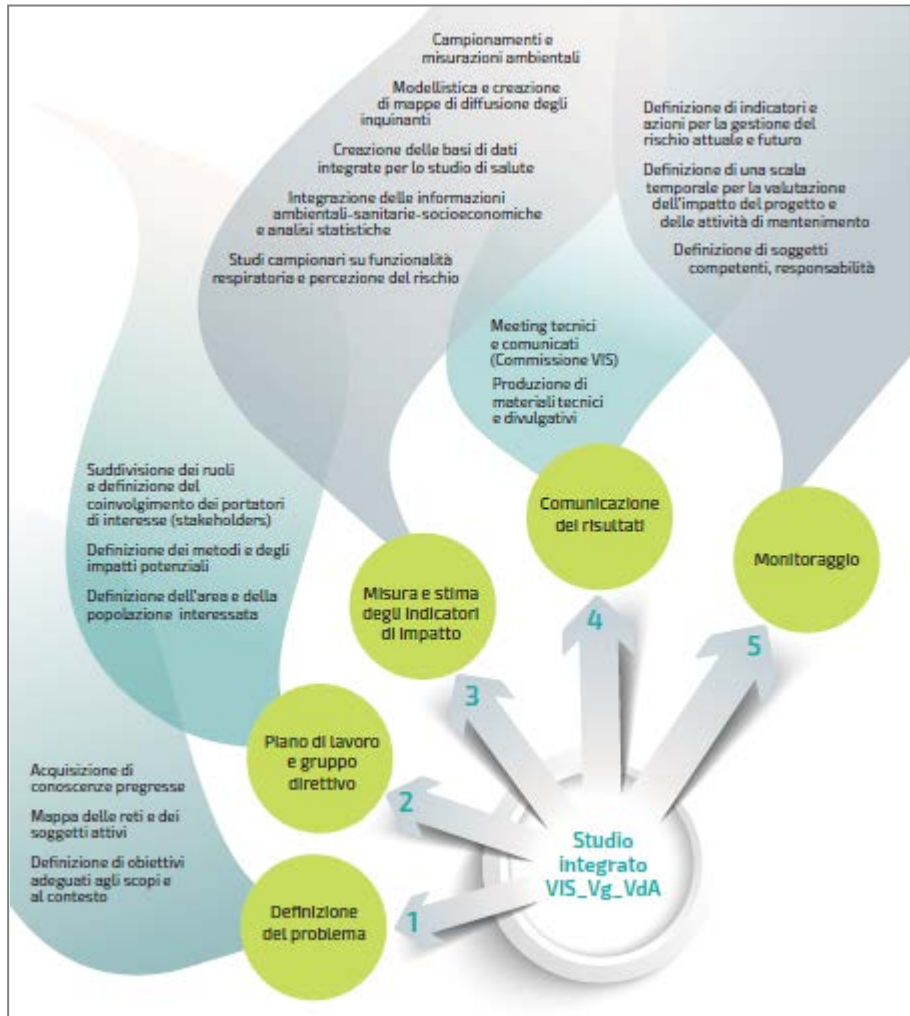 Campionamenti e
misurazioni ambientali
Modellistica e creazione
di mappe di diffusione degli
inquinanti
Creazione delle basi di dati
integrate per lo studio di salute
Integrazione delle informazioni
ambientali-sanitarie-socioeconomiche
e analisi statistiche
Studi campionari su funzionalità
respiratoria e percezione del rischio
Definizione di indicatori e
azioni per la gestione del
rischio attuale e futuro
Definizione di una scala
temporale per la valutazione
dell'impatto del progetto e
delle attività di mantenimento
Definizione di soggetti
competenti, responsabilità
Meeting tecnici
e comunicati
(Commissione VIS)
Produzione di
materiali tecnici
e divulgativi
Suddivisione dei ruoli
e definizione del
coinvolgimento dei portatori
di interesse (stakeholders)
Definizione dei metodi e degli
impatti potenziali
Definizione dell'area e della
popolazione interessata
Acquisizione di
conoscenze pregresse
Mappa delle reti e dei
soggetti attivi
Definizione di obiettivi
adeguati agli scopi e
al contesto
Definizione
del problema
1
Piano di lavoro
e gruppo
direttivo
2
Misura e stima
degli indicatori
di impatto
3
Comunicazione
dei risultati
4
Monitoraggio
5
Studio
integrato
VIS_Vg_VdA